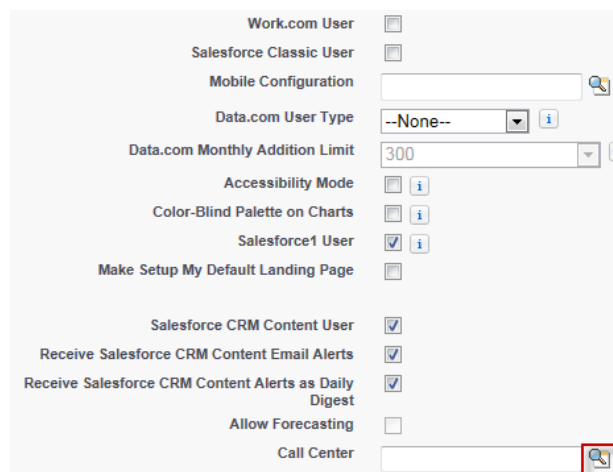 Work.com User
Salesforce Classic User
Mobile Configuration
Data.com User Type --None-- i
Data.com Monthly Addition Limit 300
Accessibility Mode i
Color-Blind Palette on Charts i
Salesforce1 User i
Make Setup My Default Landing Page
Salesforce CRM Content User
Receive Salesforce CRM Content Email Alerts
Receive Salesforce CRM Content Alerts as Daily
Digest
Allow Forecasting
Call Center